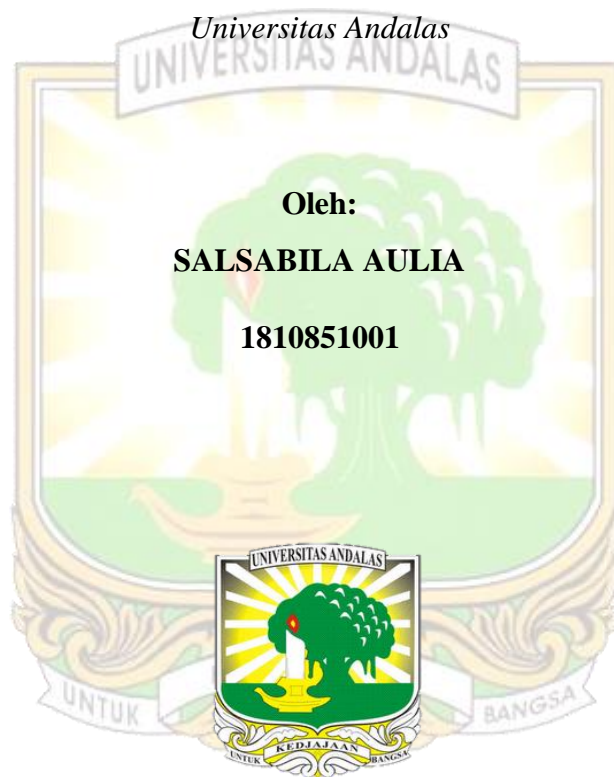 Universitas Andalas
UNIVERSITAS ANDALAS
Oleh:
SALSABILA AULIA
1810851001
UNIVERSITAS ANDALAS
UNTUK
BANGSA
UNTUK KEDJAJAAN BANGSA